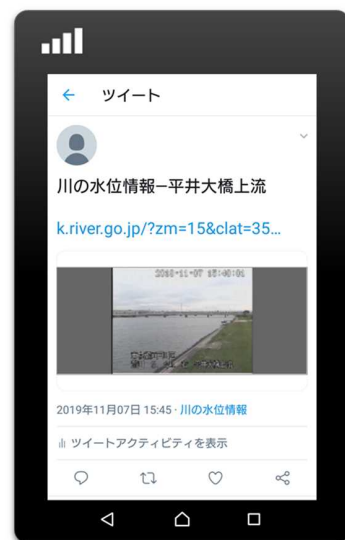 ツイート
川の水位情報−平井大橋上流
k.river.go.jp/?zm=15&clat=35...
2019年11月07日 15:45 · 川の水位情報
ツイートアクティビティを表示